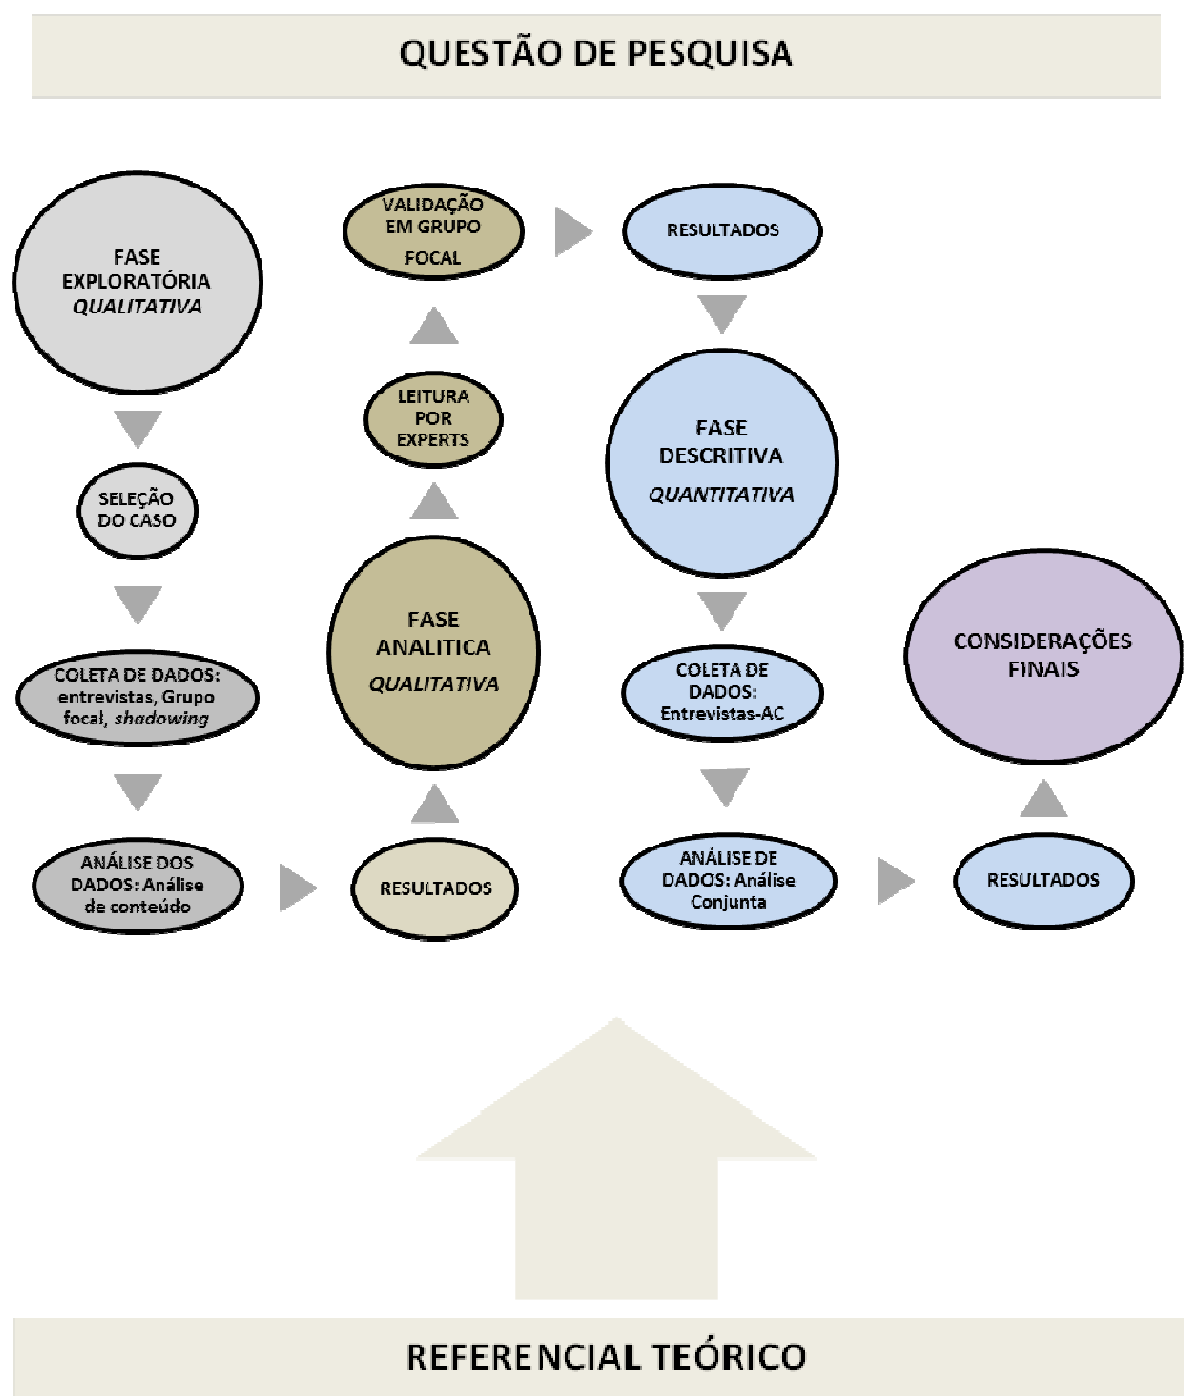 QUESTÃO DE PESQUISA
FASE
EXPLORATÓRIA
QUALITATIVA
SELEÇÃO
DO CASO
COLETA DE DADOS:
entrevistas, Grupo
focal, shadowing
ANÁLISE DOS
DADOS: Análise
de conteúdo
RESULTADOS
FASE
ANALITICA
QUALITATIVA
LEITURA
POR
EXPERTS
VALIDAÇÃO
EM GRUPO
FOCAL
RESULTADOS
FASE
DESCRITIVA
QUANTITATIVA
COLETA DE
DADOS:
Entrevistas-AC
ANÁLISE DE
DADOS: Análise
Conjunta
RESULTADOS
CONSIDERAÇÕES
FINAIS
REFERENCIAL TEÓRICO